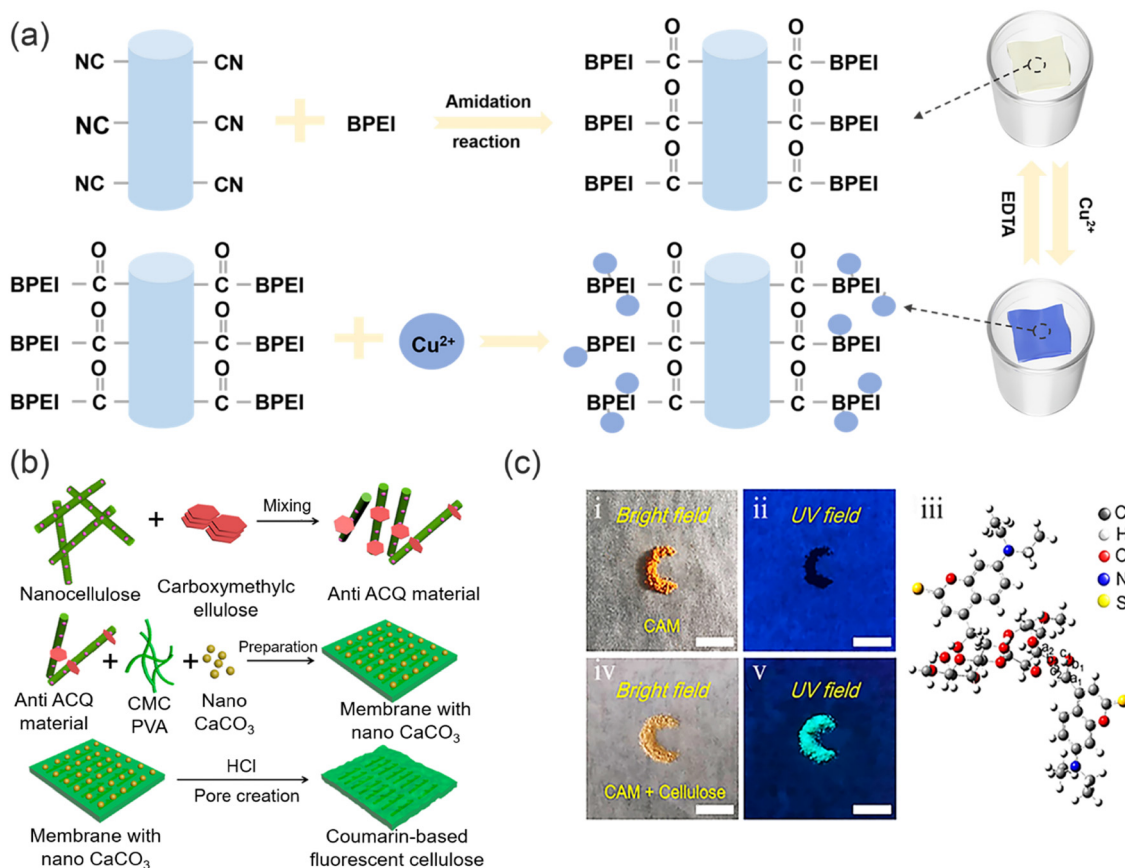 (a)
NC CN
NC CN
NC CN
BPEI
Amidation
reaction
O O
BPEI C C BPEI
O O
BPEI C C BPEI
O O
BPEI C C BPEI
EDTA
Cu²⁺
O O
BPEI C C BPEI
O O
BPEI C C BPEI
O O
BPEI C C BPEI
Cu²⁺
O O
BPEI C C BPEI
O O
BPEI C C BPEI
O O
BPEI C C BPEI
(b)
Nanocellulose
+
Carboxymethylc
ellulose
Mixing
Anti ACQ material
Anti ACQ
material
+
CMC
PVA
+
Nano
CaCO₃
Preparation
Membrane with
nano CaCO₃
Membrane with
nano CaCO₃
HCl
Pore creation
Coumarin-based
fluorescent cellulose
(c)
i
Bright field
CAM
ii
UV field
iii
C
H
O
N
S
iv
Bright field
CAM + Cellulose
v
UV field